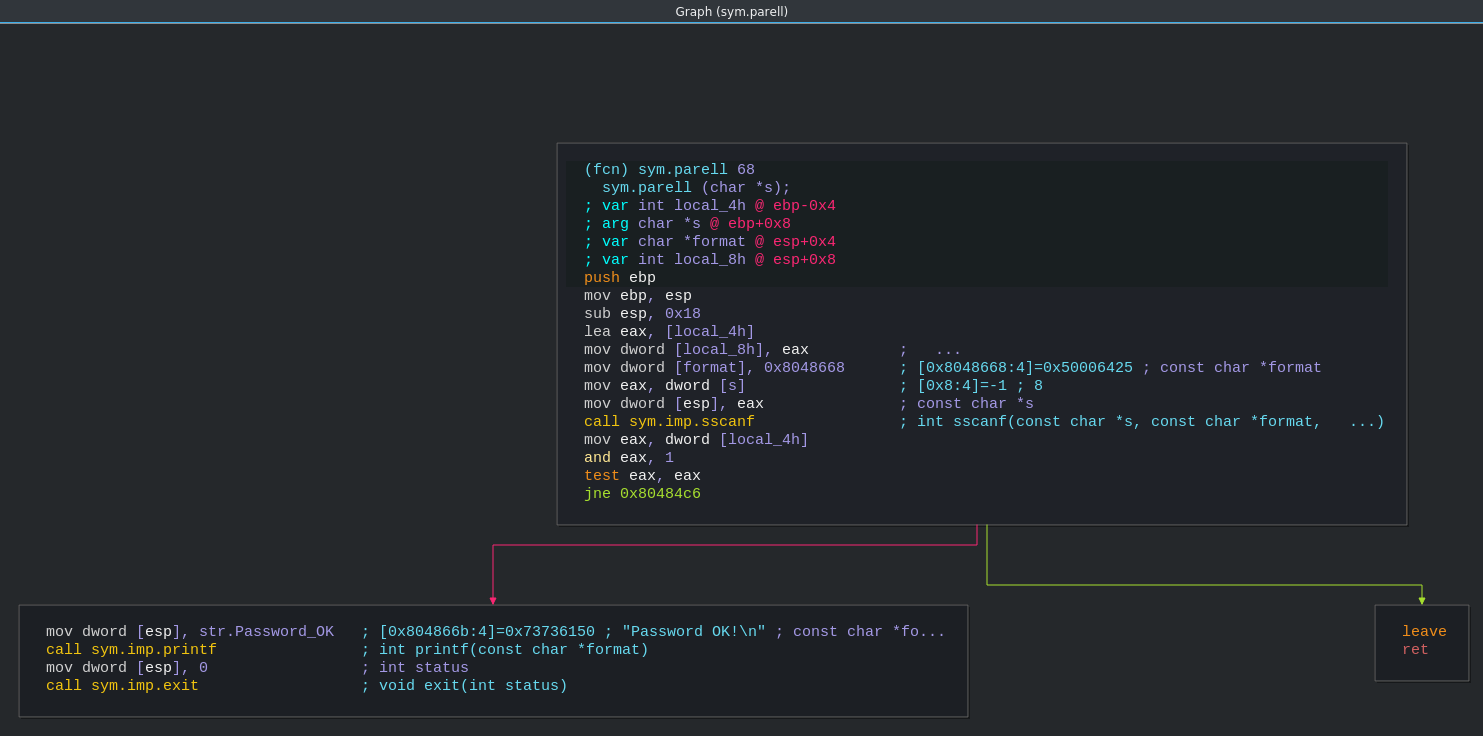 Graph (sym.parell)
(fcn) sym.parell 68
sym.parell (char *s);
; var int local_4h @ ebp-0x4
; arg char *s @ ebp+0x8
; var char *format @ esp+0x4
; var int local_8h @ esp+0x8
push ebp
mov ebp, esp
sub esp, 0x18
lea eax, [local_4h]
mov dword [local_8h], eax ; ...
mov dword [format], 0x8048668 ; [0x8048668:4]=0x50006425 ; const char *format
mov eax, dword [s] ; [0x8:4]=-1 ; 8
mov dword [esp], eax ; const char *s
call sym.imp.sscanf ; int sscanf(const char *s, const char *format, ...)
mov eax, dword [local_4h]
and eax, 1
test eax, eax
jne 0x80484c6
mov dword [esp], str.Password_OK ; [0x804866b:4]=0x73736150 ; "Password OK!\n" ; const char *fo...
call sym.imp.printf ; int printf(const char *format)
mov dword [esp], 0 ; int status
call sym.imp.exit ; void exit(int status)
leave
ret